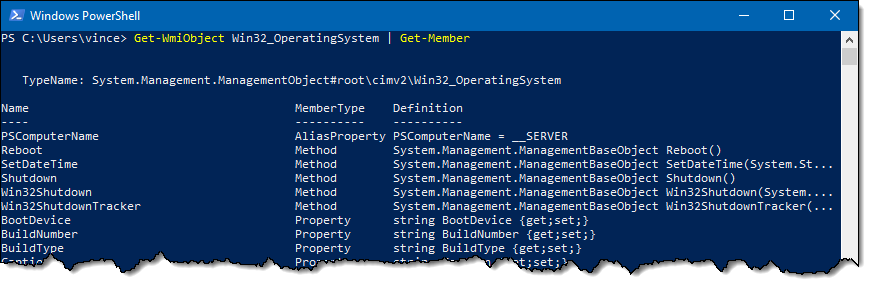 Windows PowerShell
PS C:\Users\vince> Get-WmiObject Win32_OperatingSystem | Get-Member
TypeName: System.Management.ManagementObject#root\cimv2\Win32_OperatingSystem
Name MemberType Definition
---- ---------- ----------
PSComputerName AliasProperty PSComputerName = __SERVER
Reboot Method System.Management.ManagementBaseObject Reboot()
SetDateTime Method System.Management.ManagementBaseObject SetDateTime(System.St...
Shutdown Method System.Management.ManagementBaseObject Shutdown()
Win32Shutdown Method System.Management.ManagementBaseObject Win32Shutdown(System....
Win32ShutdownTracker Method System.Management.ManagementBaseObject Win32ShutdownTracker(...
BootDevice Property string BootDevice {get;set;}
BuildNumber Property string BuildNumber {get;set;}
BuildType Property string BuildType {get;set;}